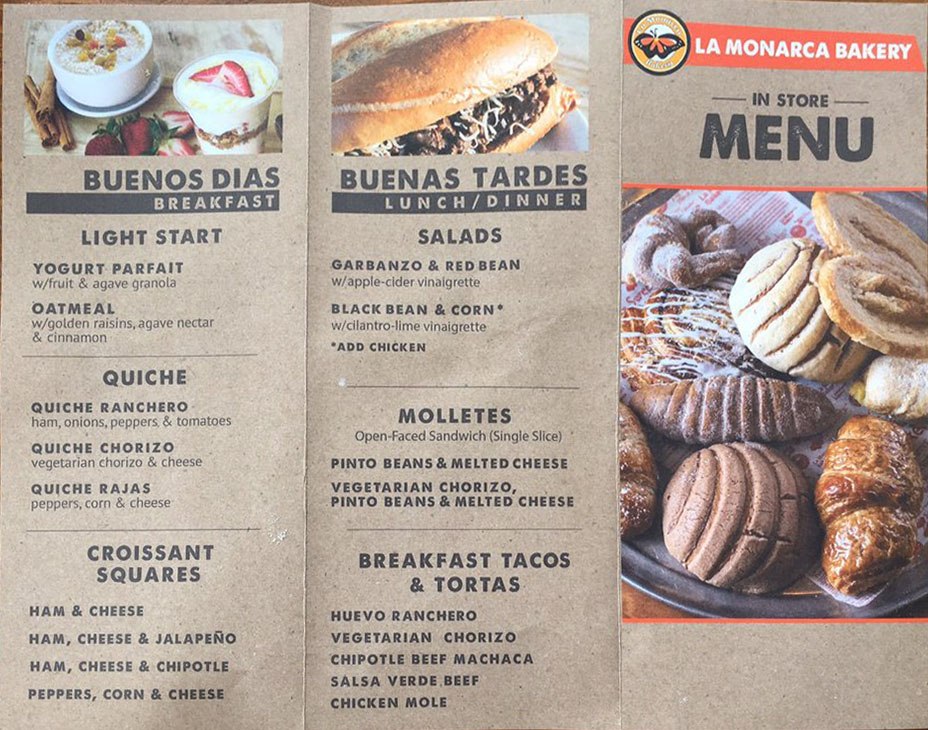 BUENOS DIAS
BREAKFAST
LIGHT START
YOGURT PARFAIT
w/fruit & agave granola
OATMEAL
w/golden raisins, agave nectar
& cinnamon
QUICHE
QUICHE RANCHERO
ham, onions, peppers & tomatoes
QUICHE CHORIZO
vegetarian chorizo & cheese
QUICHE RAJAS
peppers, corn & cheese
CROISSANT
SQUARES
HAM & CHEESE
HAM, CHEESE & JALAPEÑO
HAM, CHEESE & CHIPOTLE
PEPPERS, CORN & CHEESE
BUENAS TARDES
LUNCH/DINNER
SALADS
GARBANZO & RED BEAN
w/apple-cider vinaigrette
BLACK BEAN & CORN*
w/cilantro-lime vinaigrette
*ADD CHICKEN
MOLLETES
Open-Faced Sandwich (Single Slice)
PINTO BEANS & MELTED CHEESE
VEGETARIAN CHORIZO,
PINTO BEANS & MELTED CHEESE
BREAKFAST TACOS
& TORTAS
HUEVO RANCHERO
VEGETARIAN CHORIZO
CHIPOTLE BEEF MACHACA
SALSA VERDE BEEF
CHICKEN MOLE
LA MONARCA BAKERY
IN STORE
MENU